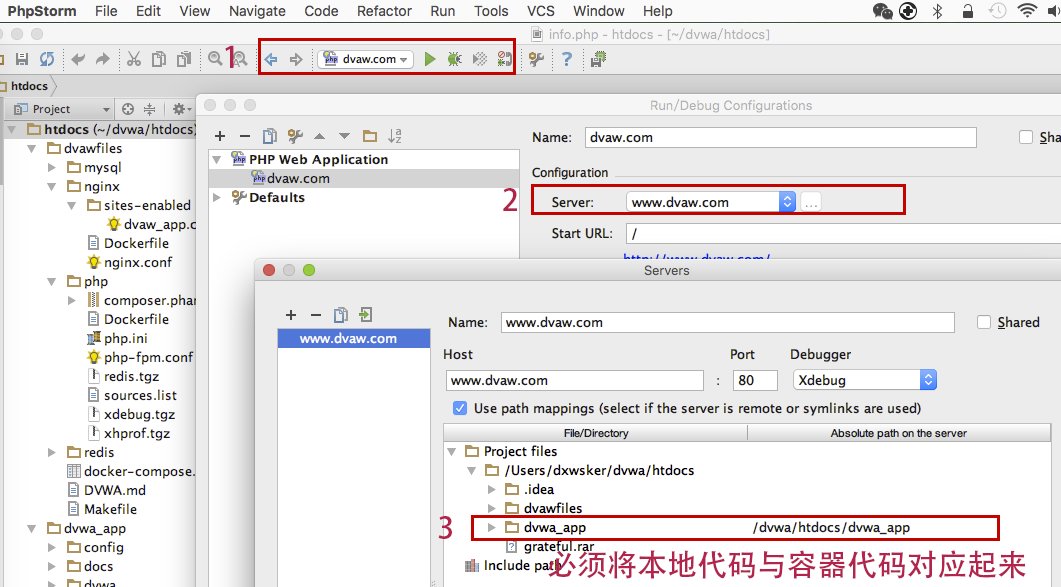 PhpStorm File Edit View Navigate Code Refactor Run Tools VCS Window Help
info.php - htdocs - [~/dvwa/htdocs]
1
dvaw.com
htdocs
Project
Run/Debug Configurations
htdocs (~/dvwa/htdocs)
dvawfiles
mysql
nginx
sites-enabled
dvaw_app.c
Dockerfile
nginx.conf
php
composer.phar
Dockerfile
php.ini
php-fpm.conf
redis.tgz
sources.list
xdebug.tgz
xhprof.tgz
redis
docker-compose.
DVWA.md
Makefile
dvwa_app
config
docs
dvwa
PHP Web Application
dvaw.com
Defaults
Name: dvaw.com Sha
Configuration
2
Server: www.dvaw.com ...
Start URL: /
http://www.dvaw.com/
Servers
www.dvaw.com
Name: www.dvaw.com Shared
Host Port Debugger
www.dvaw.com : 80 Xdebug
Use path mappings (select if the server is remote or symlinks are used)
File/Directory Absolute path on the server
Project files
/Users/dxwsker/dvwa/htdocs
.idea
dvawfiles
3
dvwa_app /dvwa/htdocs/dvwa_app
grateful.rar
Include path
必须将本地代码与容器代码对应起来